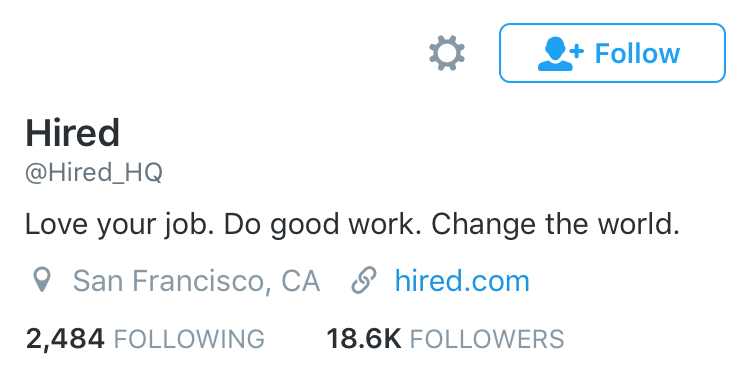 Follow
Hired
@Hired_HQ
Love your job. Do good work. Change the world.
San Francisco, CA hired.com
2,484 FOLLOWING 18.6K FOLLOWERS